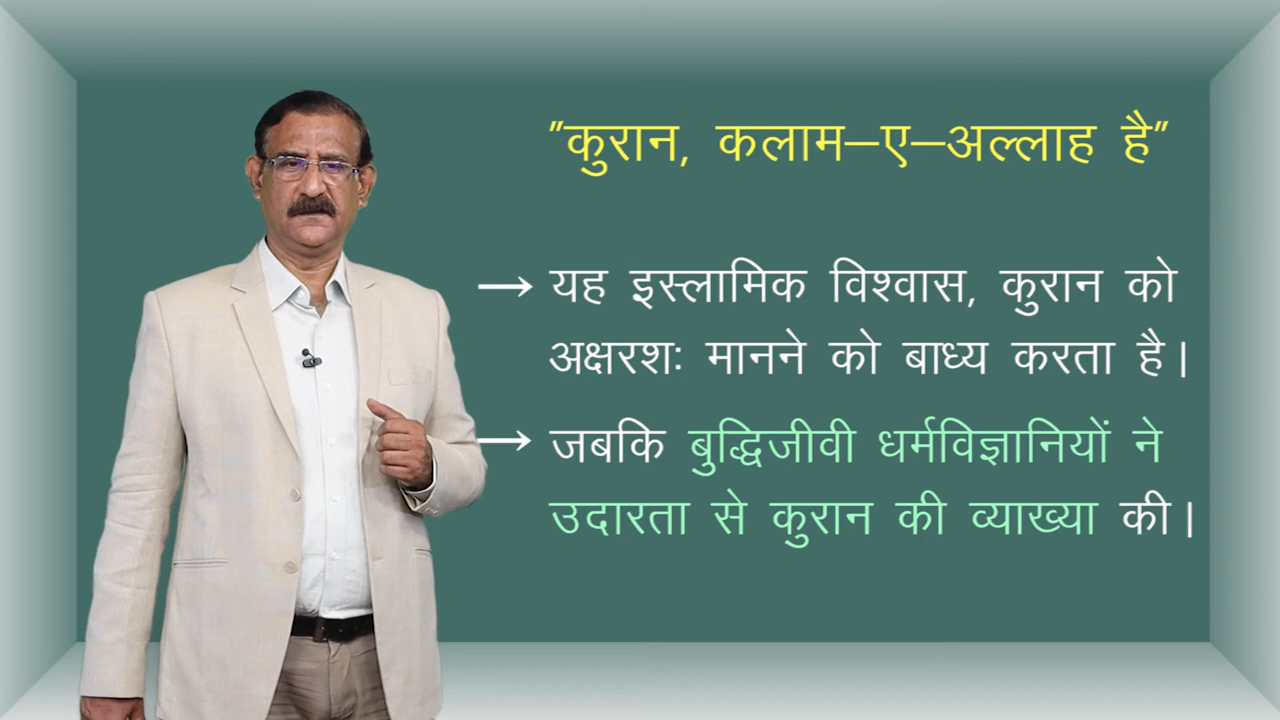 "कुरान, कलाम–ए–अल्लाह है"
→ यह इस्लामिक विश्वास, कुरान को
अक्षरशः मानने को बाध्य करता है।
→ जबकि बुद्धिजीवी धर्मविज्ञानियों ने
उदारता से कुरान की व्याख्या की।